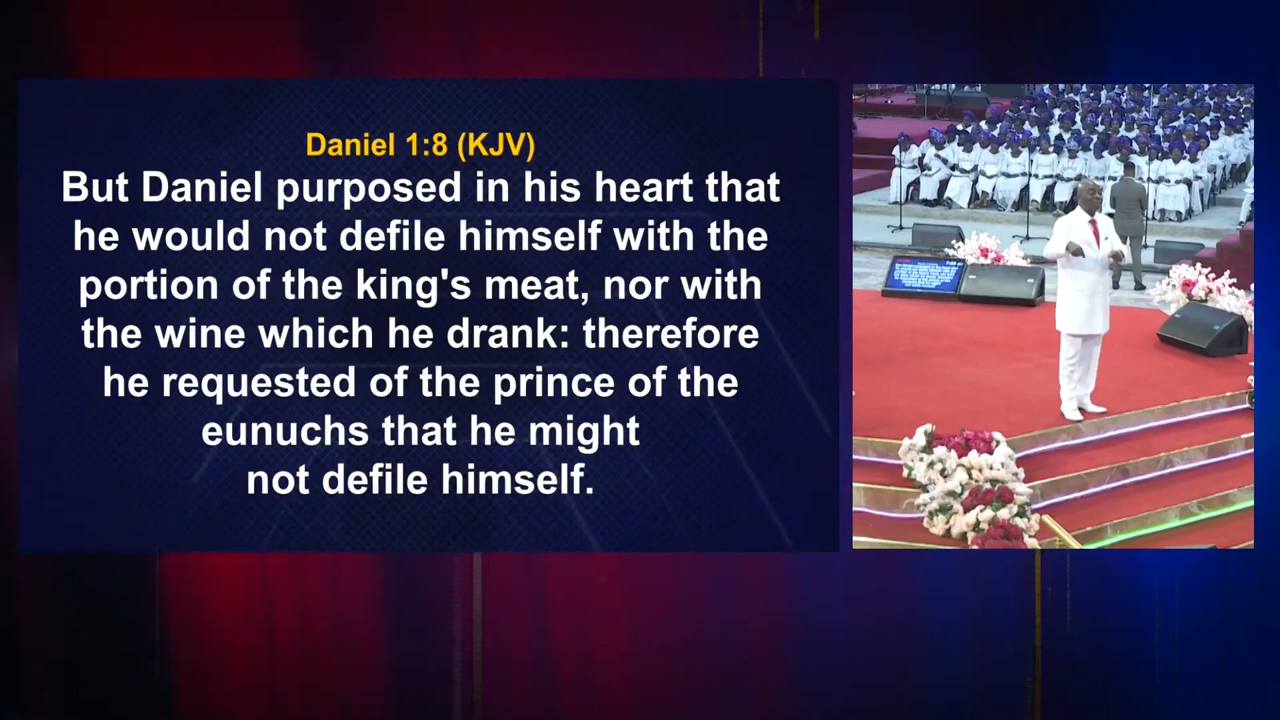 Daniel 1:8 (KJV)
But Daniel purposed in his heart that
he would not defile himself with the
portion of the king's meat, nor with
the wine which he drank: therefore
he requested of the prince of the
eunuchs that he might
not defile himself.